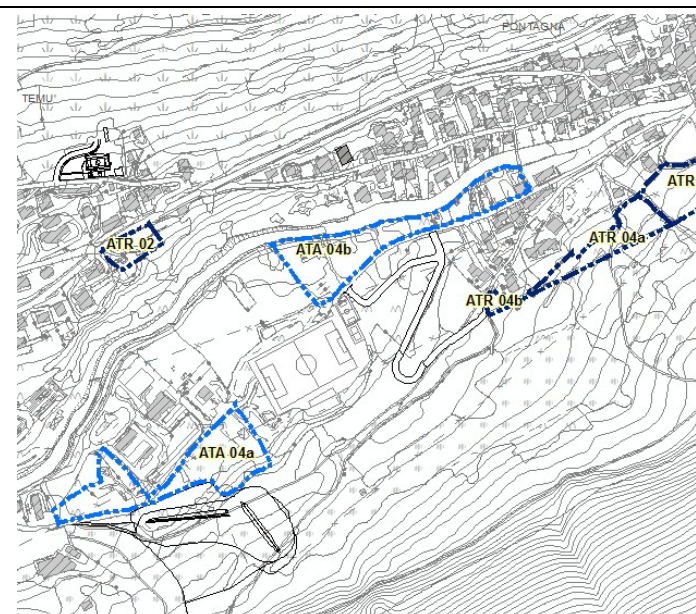 PONTAGNA
TEMU'
ATR
ATR 02
ATA 04b
ATR 04a
ATR 04b
ATA 04a